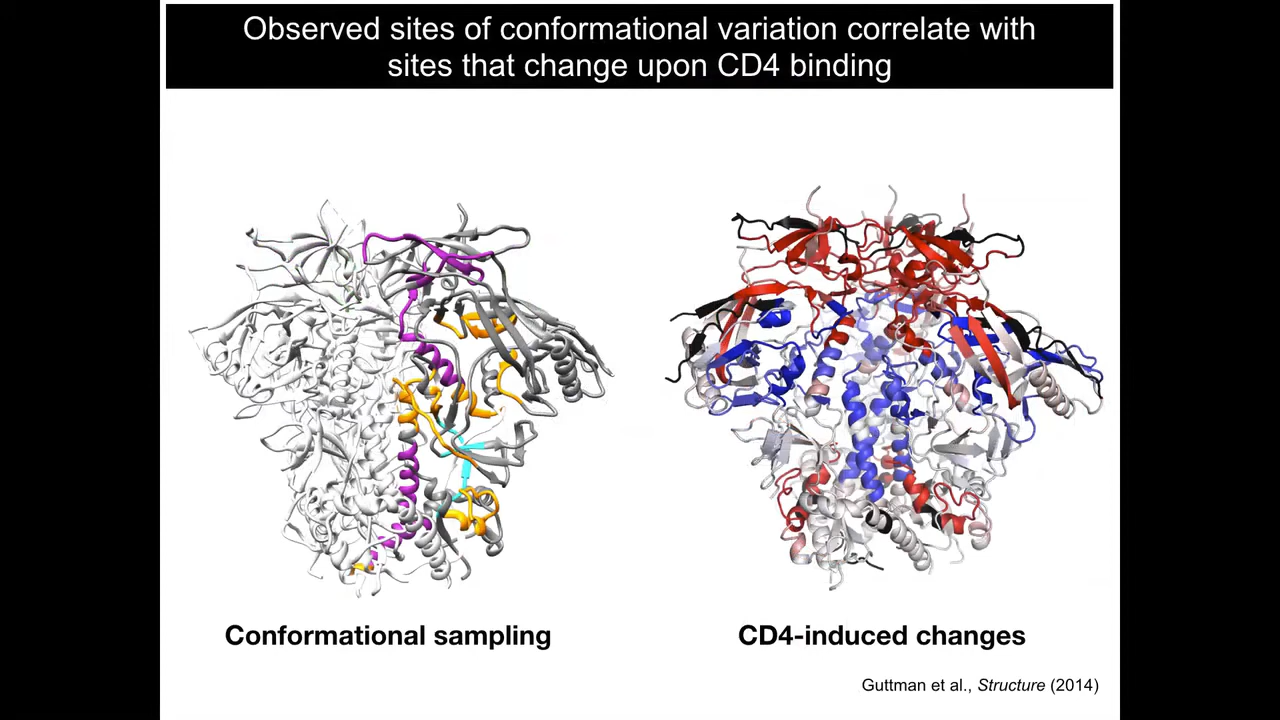 Observed sites of conformational variation correlate with
sites that change upon CD4 binding
Conformational sampling
CD4-induced changes
Guttman et al., Structure (2014)